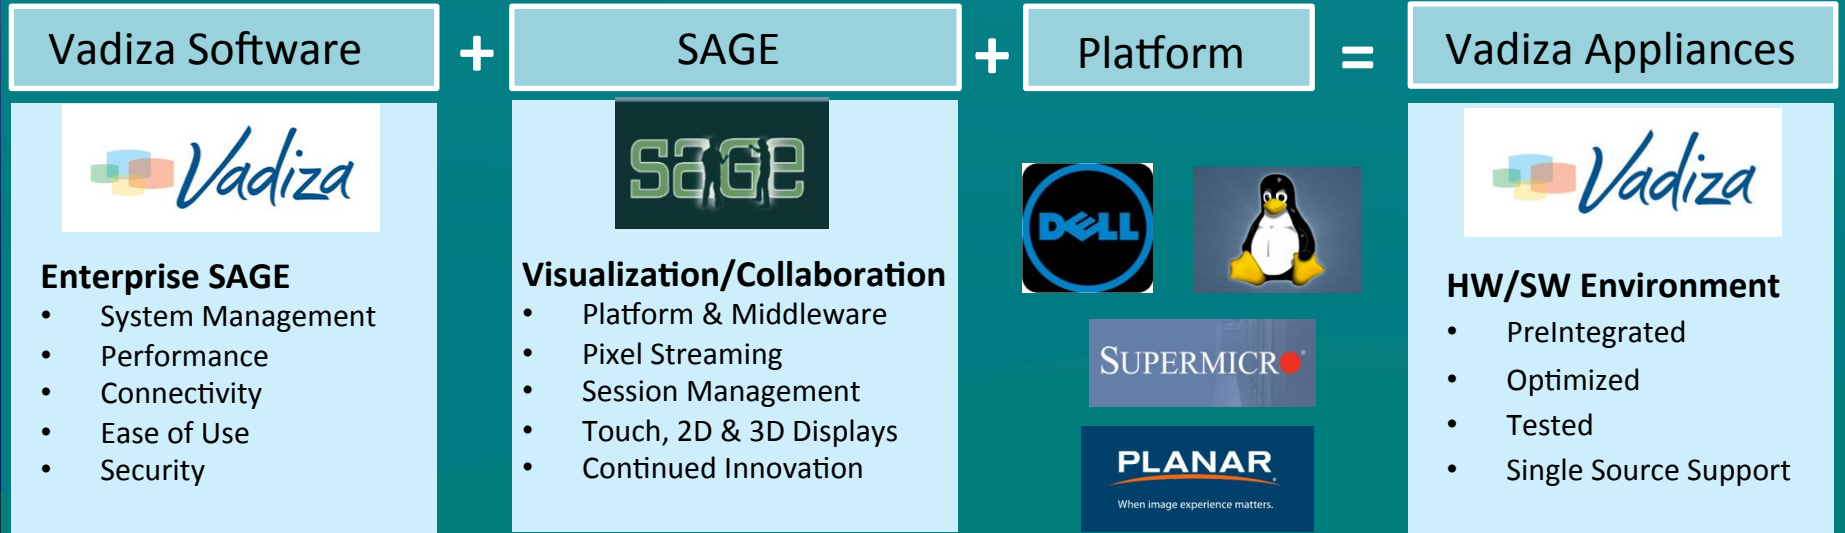 Vadiza Software + SAGE + Platform = Vadiza Appliances
Vadiza
Enterprise SAGE
• System Management
• Performance
• Connectivity
• Ease of Use
• Security
sage
Visualization/Collaboration
• Platform & Middleware
• Pixel Streaming
• Session Management
• Touch, 2D & 3D Displays
• Continued Innovation
DELL
SUPERMICRO
PLANAR
When image experience matters.
Vadiza
HW/SW Environment
• PreIntegrated
• Optimized
• Tested
• Single Source Support